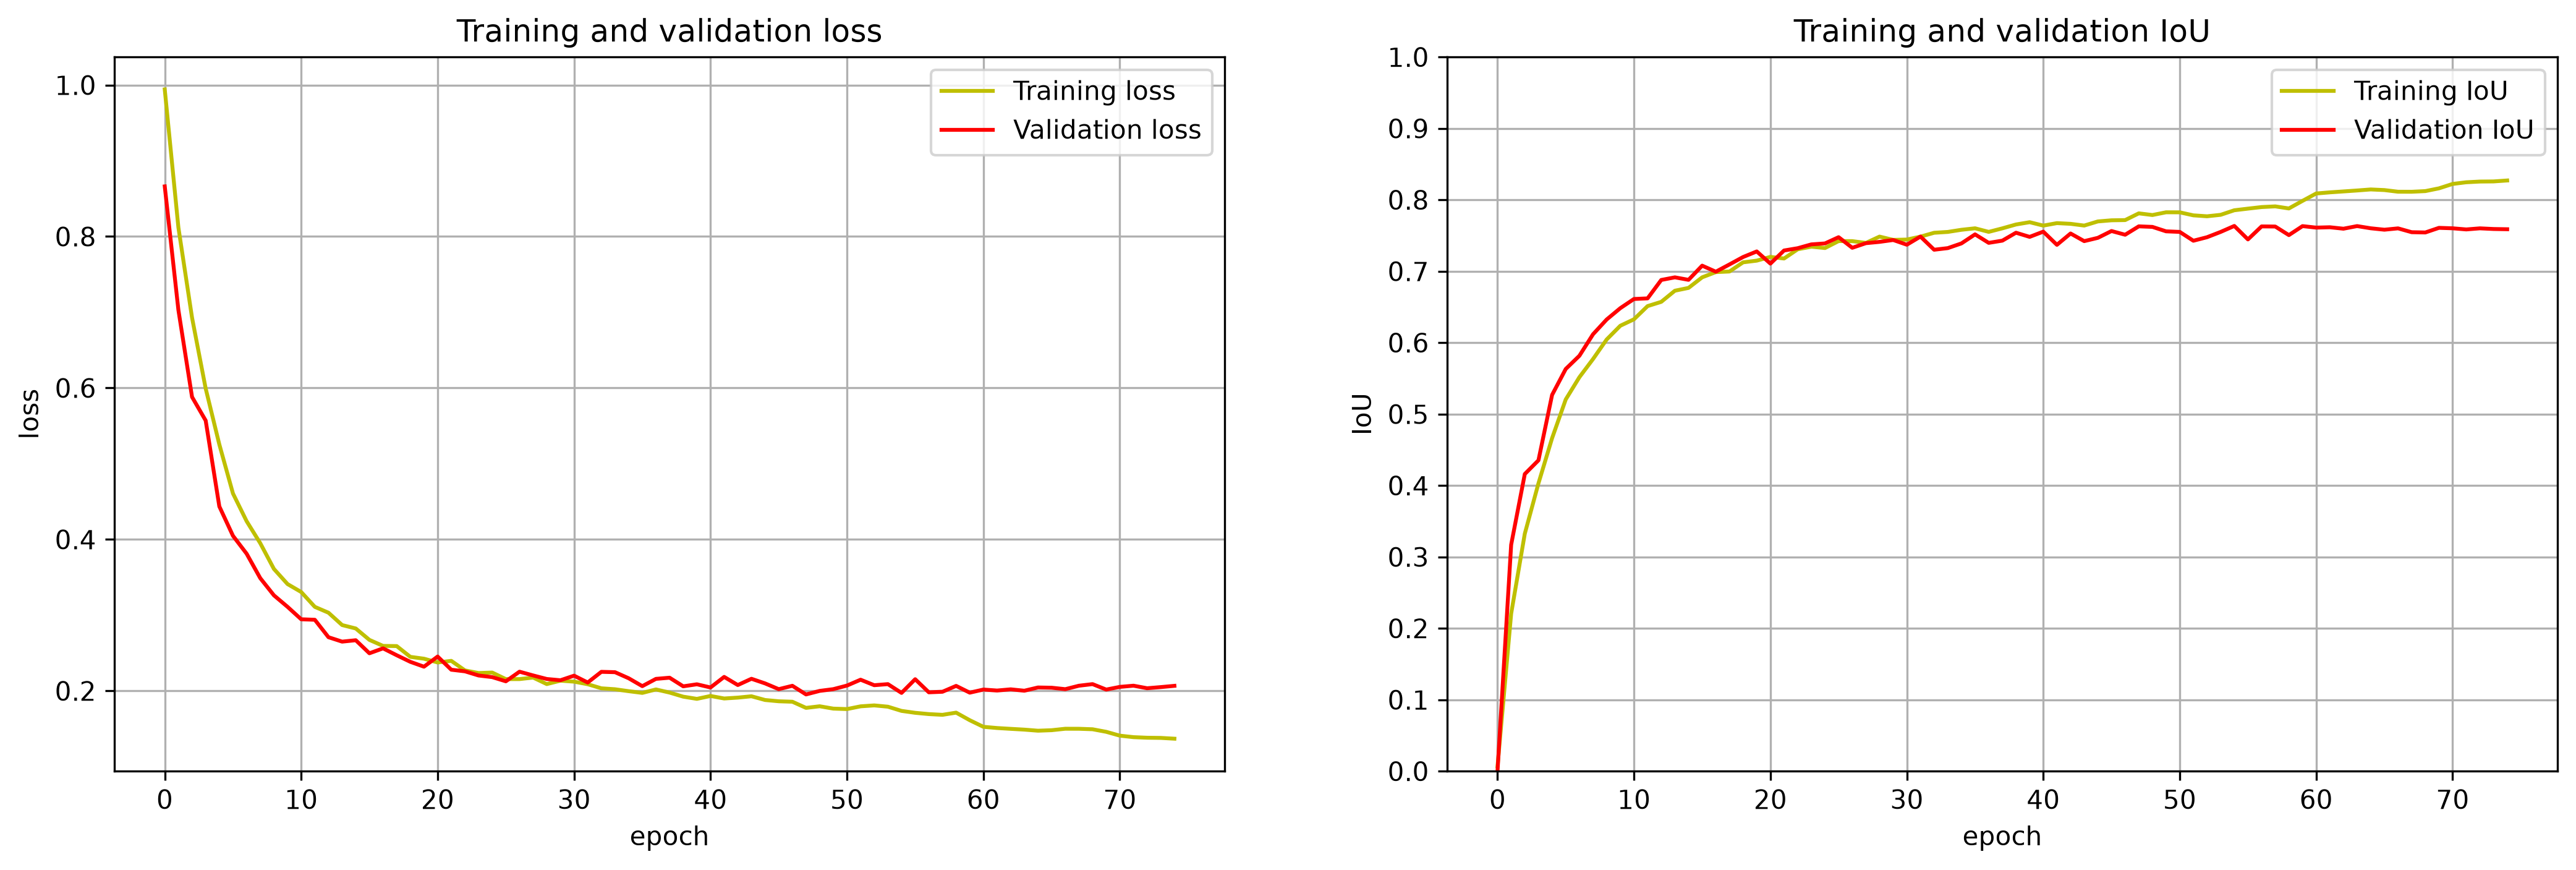 Training and validation loss
1.0
0.8
0.6
0.4
0.2
loss
Training loss
Validation loss
0 10 20 30 40 50 60 70
epoch
Training and validation IoU
1.0
0.9
0.8
0.7
0.6
0.5
0.4
0.3
0.2
0.1
0.0
IoU
Training IoU
Validation IoU
0 10 20 30 40 50 60 70
epoch